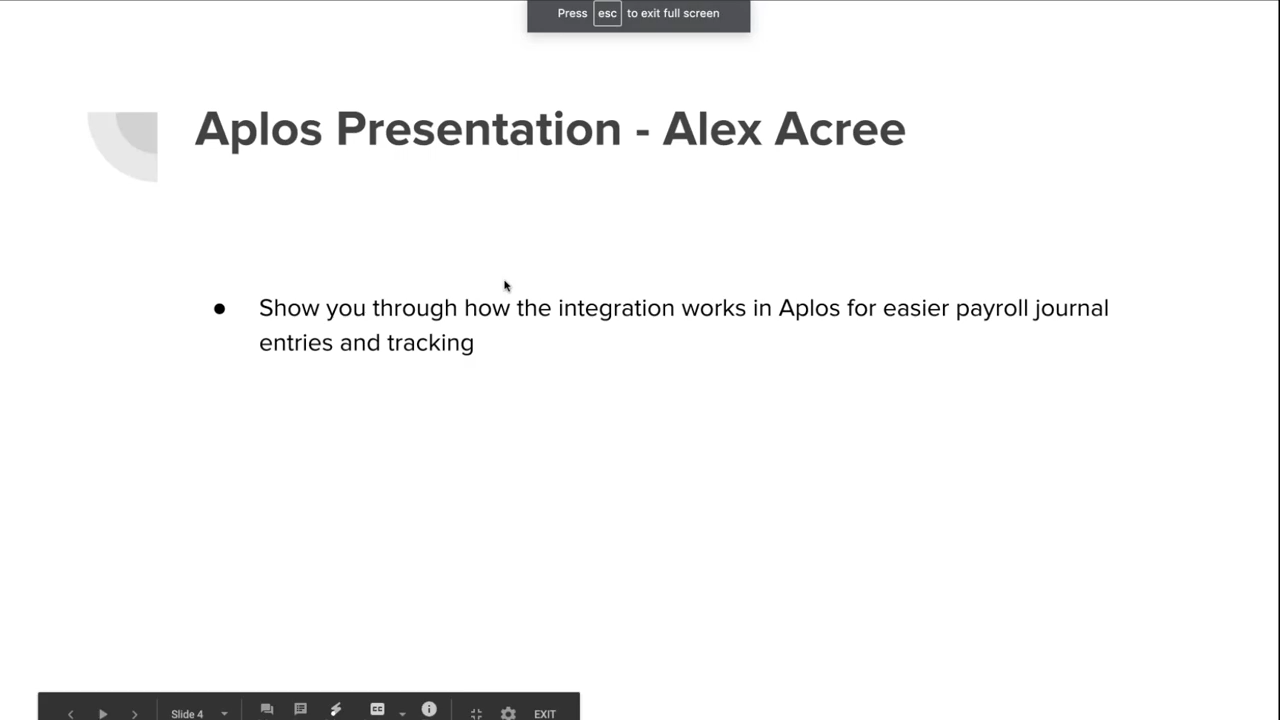 Press esc to exit full screen
Aplos Presentation - Alex Acree
● Show you through how the integration works in Aplos for easier payroll journal
entries and tracking
Slide 4 CC EXIT